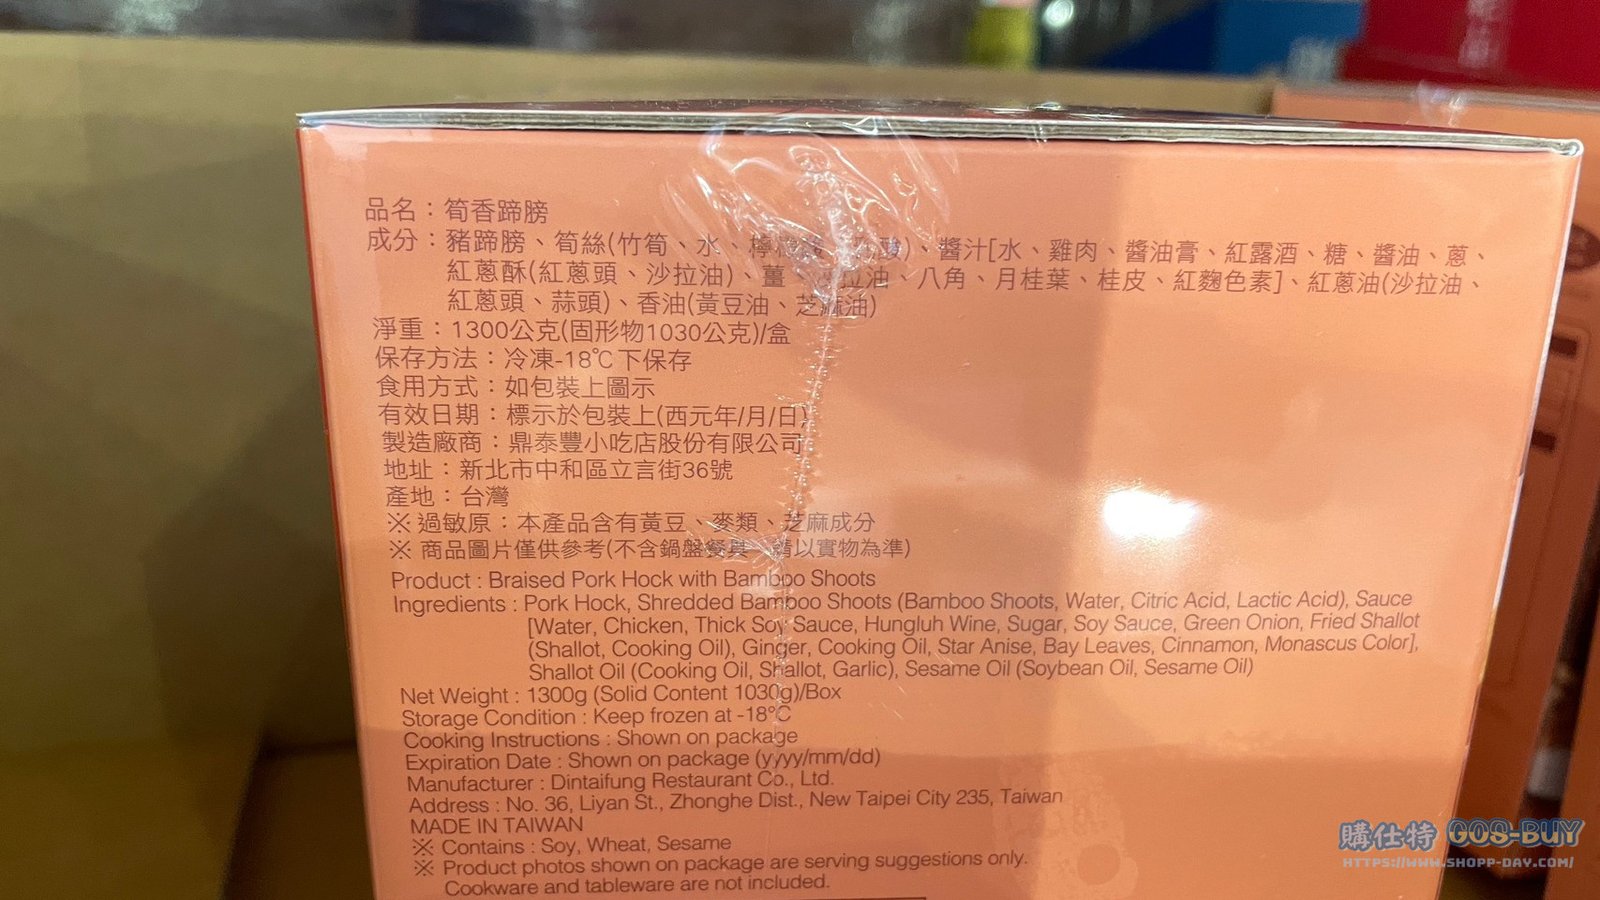 品名：筍香蹄膀
成分：豬蹄膀、筍絲(竹筍、水、檸檬酸、乳酸)、醬汁[水、雞肉、醬油膏、紅露酒、糖、醬油、蔥、
紅蔥酥(紅蔥頭、沙拉油)、薑、沙拉油、八角、月桂葉、桂皮、紅麴色素]、紅蔥油(沙拉油、
紅蔥頭、蒜頭)、香油(黃豆油、芝麻油)
淨重：1300公克(固形物1030公克)/盒
保存方法：冷凍-18℃下保存
食用方式：如包裝上圖示
有效日期：標示於包裝上(西元年/月/日)
製造廠商：鼎泰豐小吃店股份有限公司
地址：新北市中和區立言街36號
產地：台灣
※ 過敏原：本產品含有黃豆、麥類、芝麻成分
※ 商品圖片僅供參考(不含鍋盤餐具，請以實物為準)
Product : Braised Pork Hock with Bamboo Shoots
Ingredients : Pork Hock, Shredded Bamboo Shoots (Bamboo Shoots, Water, Citric Acid, Lactic Acid), Sauce
[Water, Chicken, Thick Soy Sauce, Hungluh Wine, Sugar, Soy Sauce, Green Onion, Fried Shallot
(Shallot, Cooking Oil), Ginger, Cooking Oil, Star Anise, Bay Leaves, Cinnamon, Monascus Color],
Shallot Oil (Cooking Oil, Shallot, Garlic), Sesame Oil (Soybean Oil, Sesame Oil)
Net Weight : 1300g (Solid Content 1030g)/Box
Storage Condition : Keep frozen at -18°C
Cooking Instructions : Shown on package
Expiration Date : Shown on package (yyyy/mm/dd)
Manufacturer : Dintaifung Restaurant Co., Ltd.
Address : No. 36, Liyan St., Zhonghe Dist., New Taipei City 235, Taiwan
MADE IN TAIWAN
※ Contains : Soy, Wheat, Sesame
※ Product photos shown on package are serving suggestions only.
Cookware and tableware are not included.
購仕特 GOS-BUY
HTTPS://WWW.SHOPP-DAY.COM/